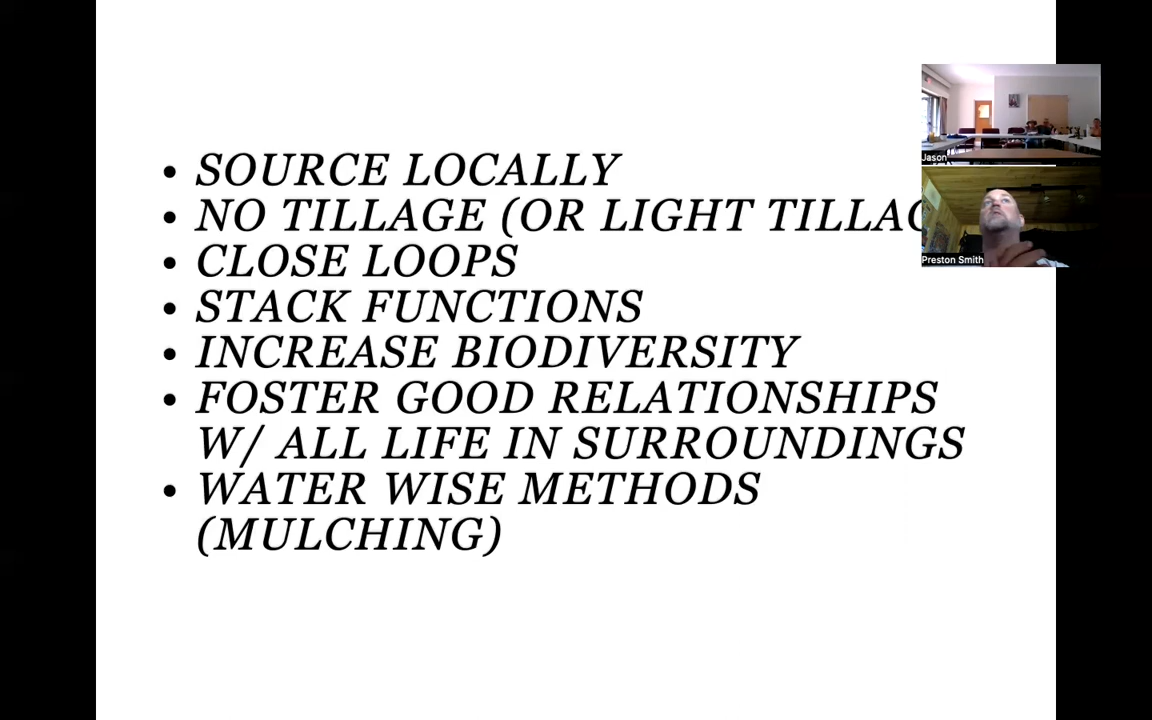 • SOURCE LOCALLY
• NO TILLAGE (OR LIGHT
• CLOSE LOOPS
• STACK FUNCTIONS
• INCREASE BIODIVERSITY
• FOSTER GOOD RELATIONSHIPS
W/ ALL LIFE IN SURROUNDINGS
• WATER WISE METHODS
(MULCHING)
Jason
Preston Smith